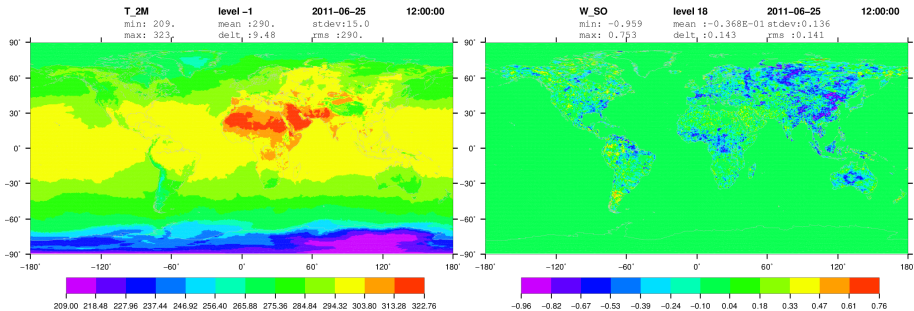 T_2M level −1 2011−06−25 12:00:00
min: 209. mean :290. stdev:15.0
max: 323. delt :9.48 rms :290.
90˚
60˚
30˚
0˚
−30˚
−60˚
−90˚
−180˚ −120˚ −60˚ 0˚ 60˚ 120˚ 180˚
209.00 218.48 227.96 237.44 246.92 256.40 265.88 275.36 284.84 294.32 303.80 313.28 322.76
W_SO level 18 2011−06−25 12:00:00
min: -0.959 mean :-0.368E-01 stdev:0.136
max: 0.753 delt :0.143 rms :0.141
90˚
60˚
30˚
0˚
−30˚
−60˚
−90˚
−180˚ −120˚ −60˚ 0˚ 60˚ 120˚ 180˚
−0.96 −0.82 −0.67 −0.53 −0.39 −0.24 −0.10 0.04 0.18 0.33 0.47 0.61 0.76